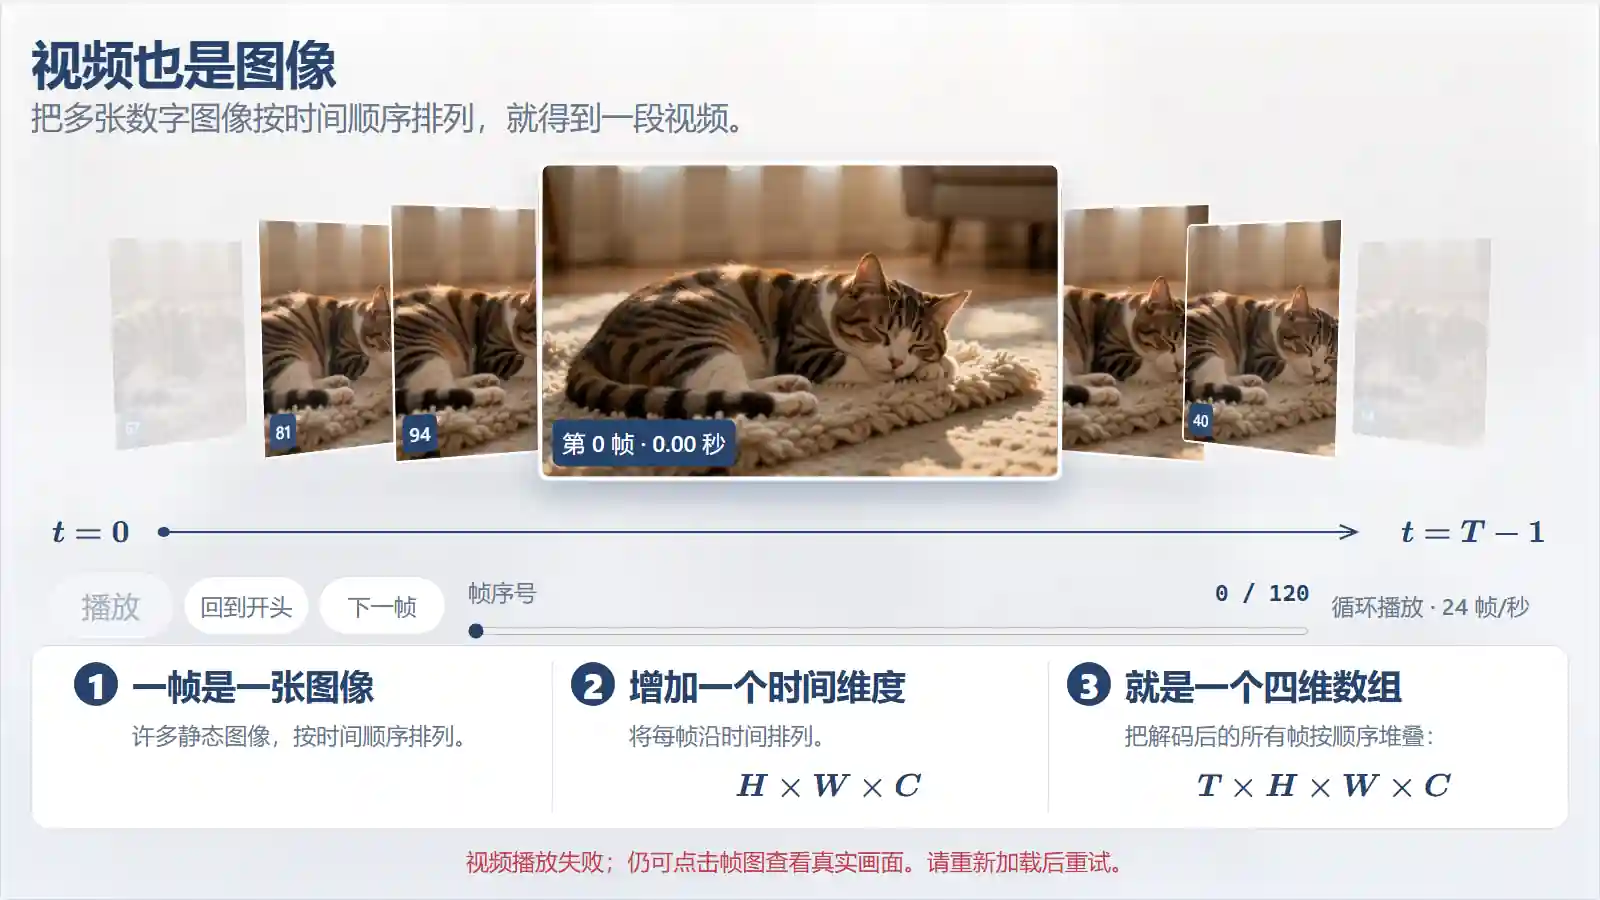 视频也是图像
把多张数字图像按时间顺序排列，就得到一段视频。
81
94
第 0 帧 · 0.00 秒
40
t = 0
t = T − 1
播放
回到开头
下一帧
帧序号
0 / 120
循环播放 · 24 帧/秒
1 一帧是一张图像
许多静态图像，按时间顺序排列。
2 增加一个时间维度
将每帧沿时间排列。
H × W × C
3 就是一个四维数组
把解码后的所有帧按顺序堆叠：
T × H × W × C
视频播放失败；仍可点击帧图查看真实画面。请重新加载后重试。